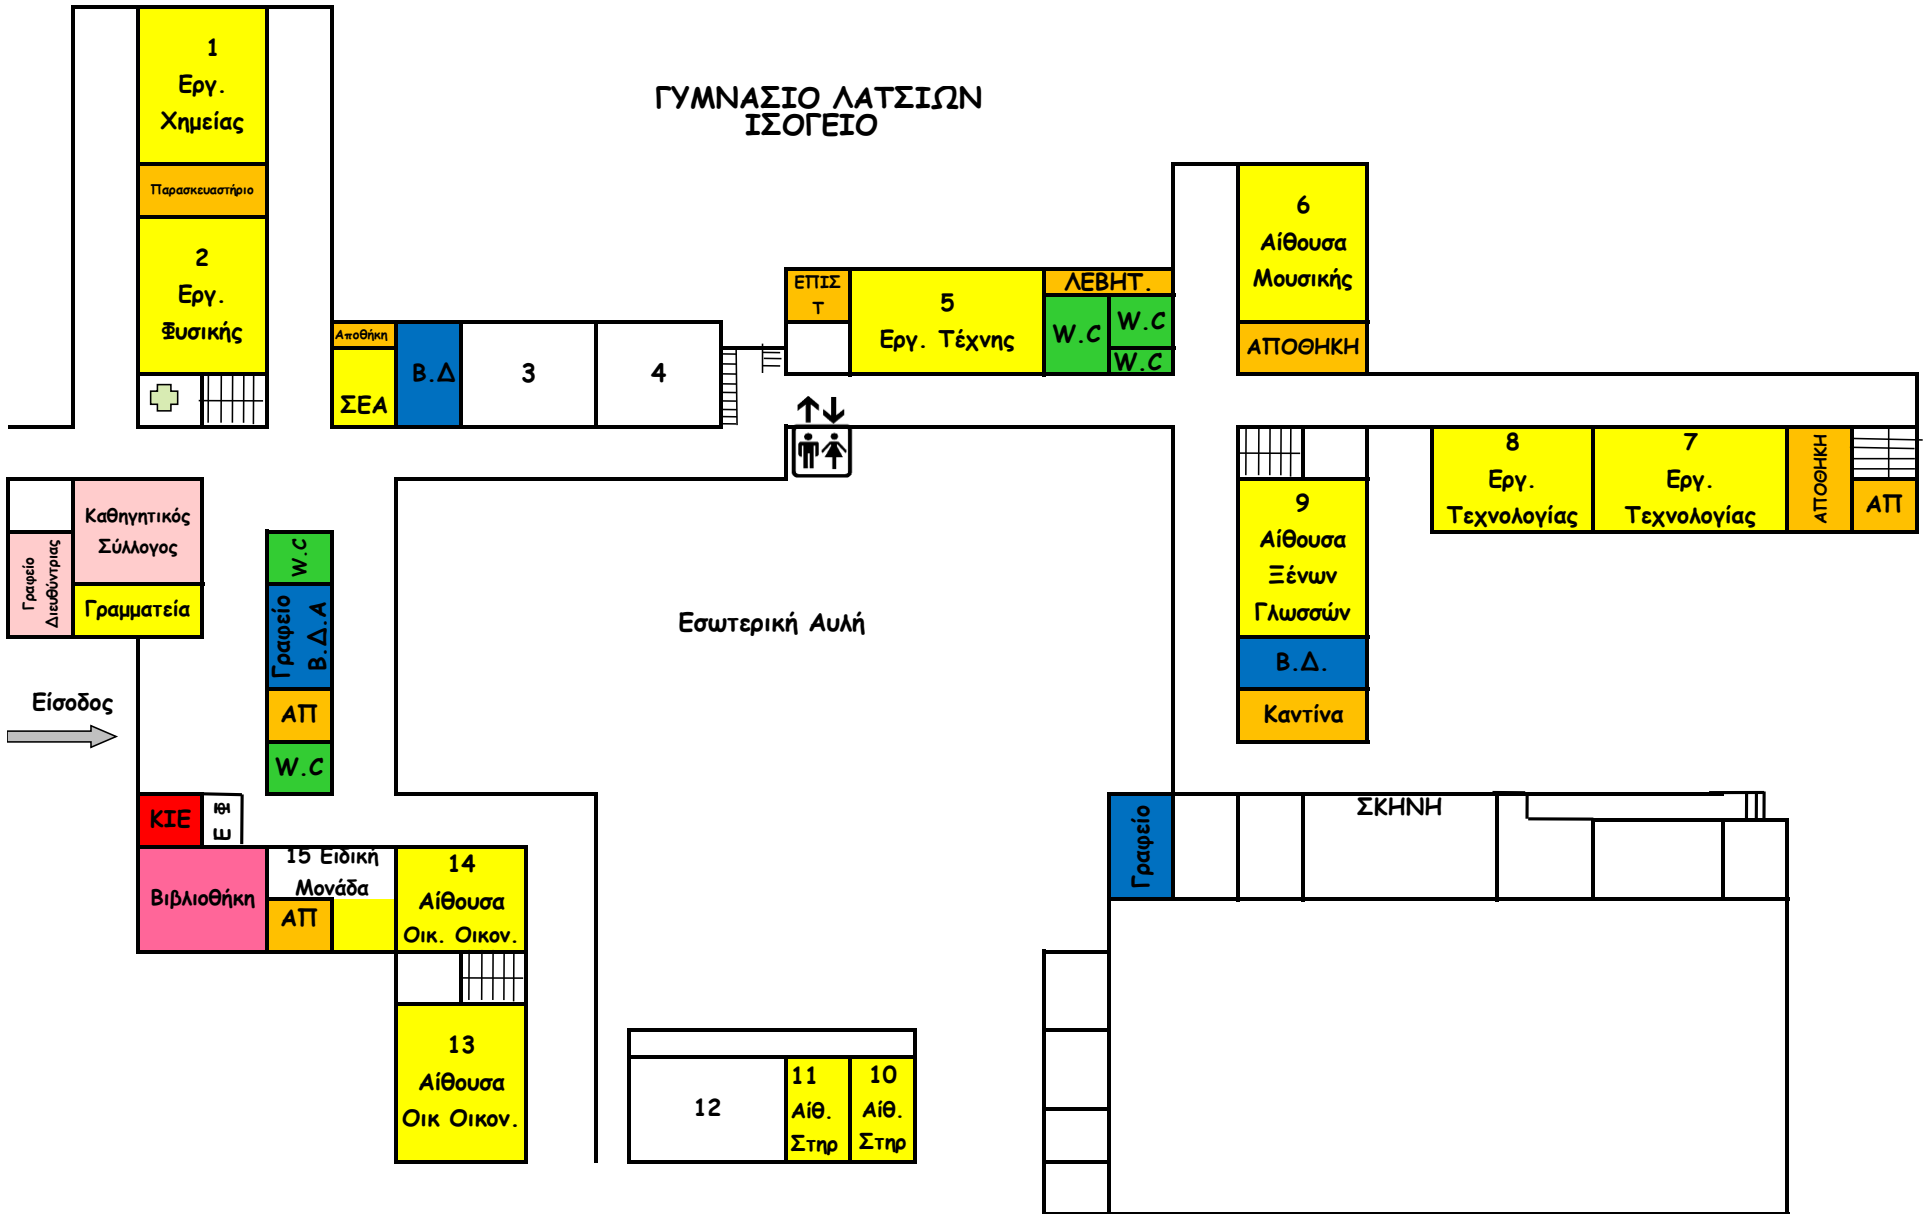 ΓΥΜΝΑΣΙΟ ΛΑΤΣΙΩΝ
ΙΣΟΓΕΙΟ
1
Εργ.
Χημείας
Παρασκευαστήριο
2
Εργ.
Φυσικής
Αποθήκη
ΣΕΑ
Β.Δ
3
4
ΕΠΙΣ
Τ
5
Εργ. Τέχνης
ΛΕΒΗΤ.
W.C
W.C
W.C
6
Αίθουσα
Μουσικής
ΑΠΟΘΗΚΗ
8
Εργ.
Τεχνολογίας
7
Εργ.
Τεχνολογίας
ΑΠΟΘΗΚΗ
ΑΠ
9
Αίθουσα
Ξένων
Γλωσσών
Β.Δ.
Καντίνα
Καθηγητικός
Σύλλογος
Γραφείο
Διευθύντριας
Γραμματεία
W.C
Γραφείο
Β.Δ.Α
ΑΠ
W.C
Εσωτερική Αυλή
Είσοδος
ΚΙΕ
Βιβλιοθήκη
15 Ειδική
Μονάδα
ΑΠ
14
Αίθουσα
Οικ. Οικον.
13
Αίθουσα
Οικ Οικον.
12
11
Αίθ.
Στηρ
10
Αίθ.
Στηρ
Γραφείο
ΣΚΗΝΗ